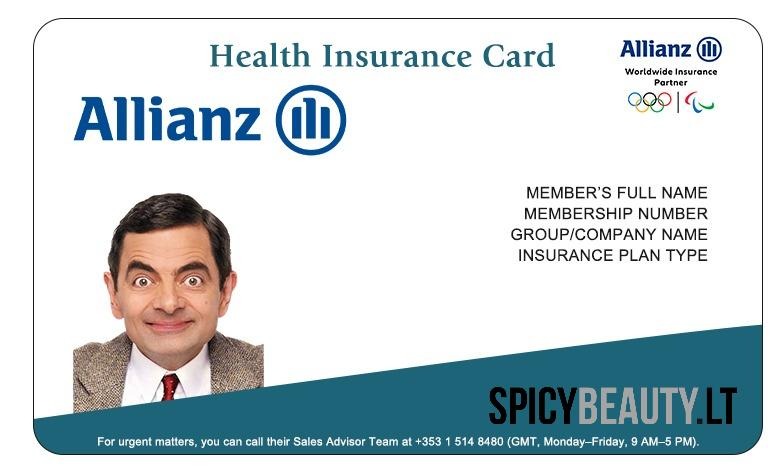 Health Insurance Card
Allianz
Worldwide Insurance
Partner
Allianz
MEMBER’S FULL NAME
MEMBERSHIP NUMBER
GROUP/COMPANY NAME
INSURANCE PLAN TYPE
SPICYBEAUTY.LT
For urgent matters, you can call their Sales Advisor Team at +353 1 514 8480 (GMT, Monday–Friday, 9 AM–5 PM).